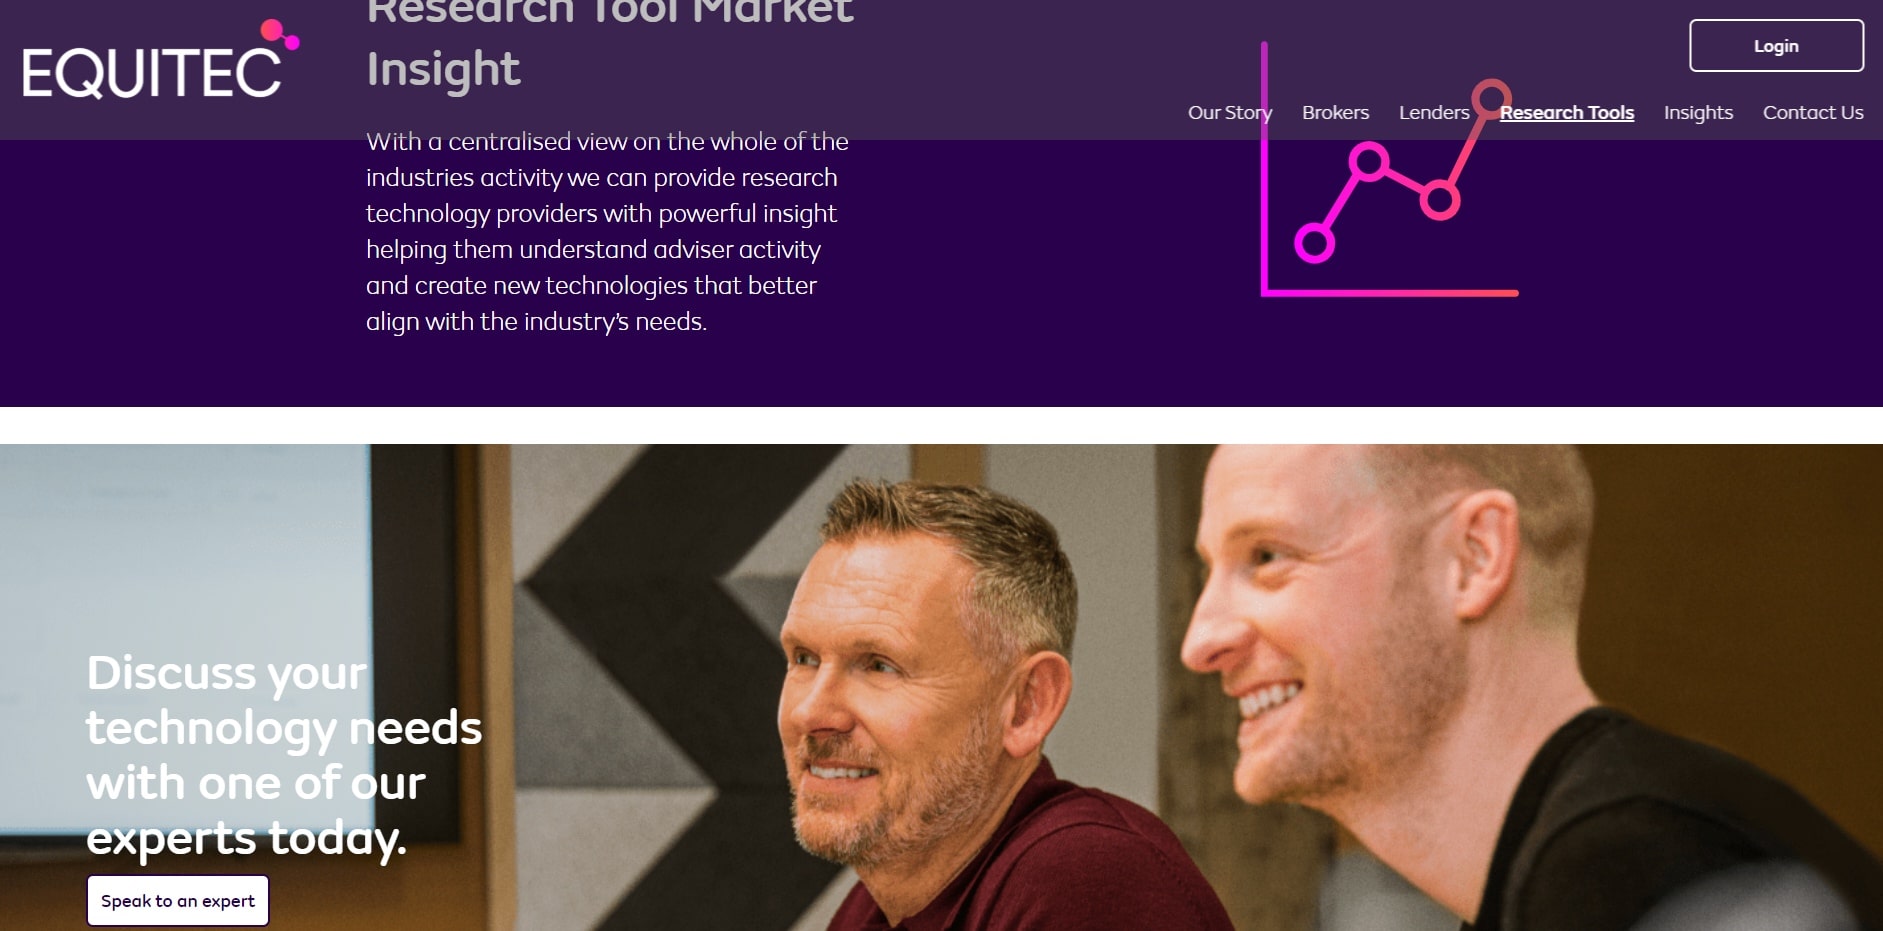 Research Tool Market
Insight
EQUITEC
Login
Our Story Brokers Lenders Research Tools Insights Contact Us
With a centralised view on the whole of the
industries activity we can provide research
technology providers with powerful insight
helping them understand adviser activity
and create new technologies that better
align with the industry's needs.
Discuss your
technology needs
with one of our
experts today.
Speak to an expert